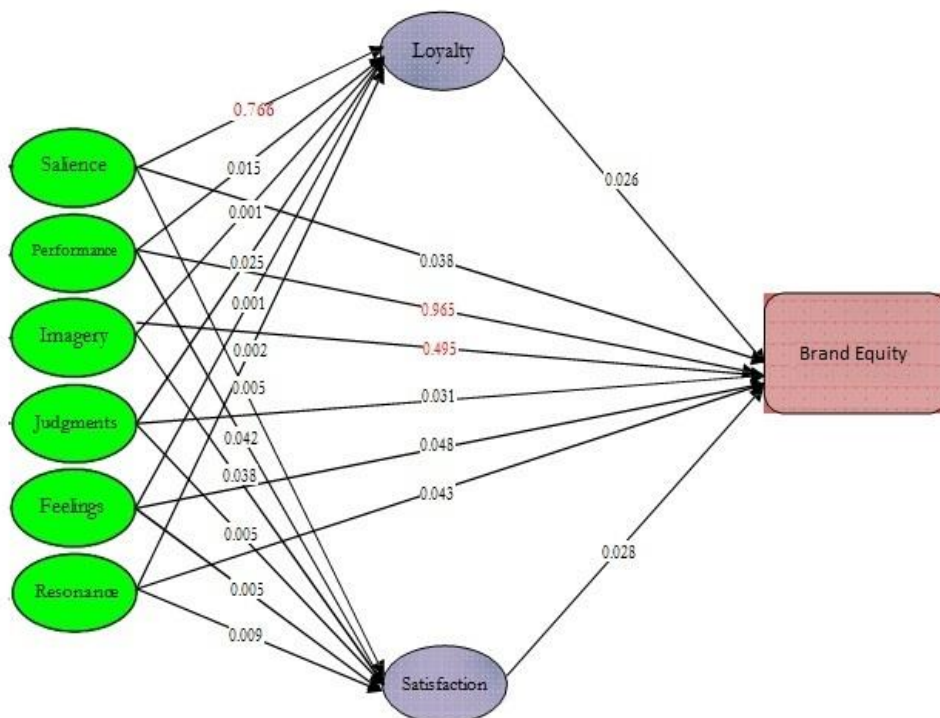 Loyalty
0.766
Salience
0.015
0.026
0.001
Performance
0.025
0.038
0.001
0.965
Imagery
0.002
0.495
Brand Equity
0.005
0.031
Judgments
0.042
0.048
0.038
0.043
Feelings
0.005
0.028
Resonance
0.005
0.009
Satisfaction